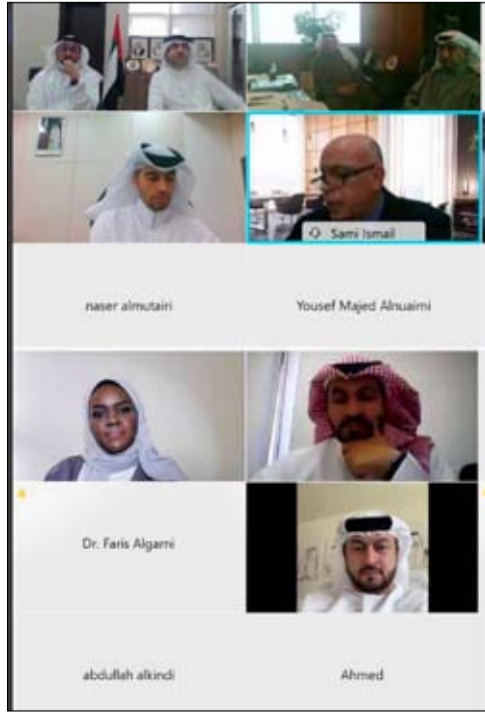 Sami Ismail
naser almutairi
Yousef Majed Alnuaimi
Dr. Faris Algarni
abdullah alkindi
Ahmed